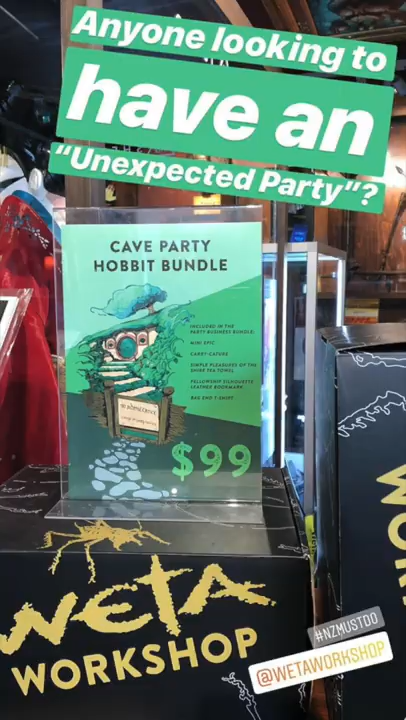 Anyone looking to
have an
"Unexpected Party"?
CAVE PARTY
HOBBIT BUNDLE
INCLUDED IN THE
PARTY BUSINESS BUNDLE:
MINI EPIC
CARRY-CATURE
SIMPLE PLEASURES OF THE
SHIRE TEA TOWEL
FELLOWSHIP SILHOUETTE
LEATHER BOOKMARK
BAG END T-SHIRT
$99
WETA
WORKSHOP
#NZMUSTDO
@WETAWORKSHOP